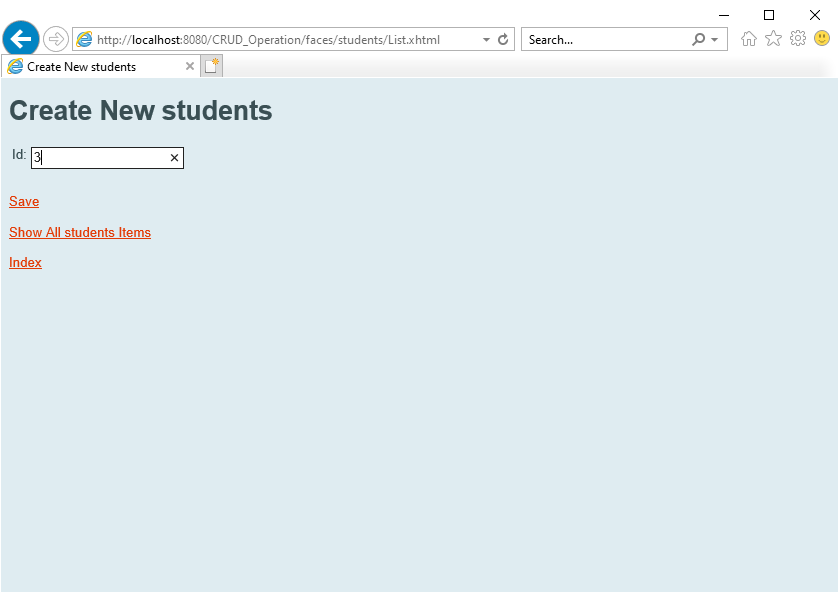 http://localhost:8080/CRUD_Operation/faces/students/List.xhtml
Search...
Create New students
Create New students
Id: 3
Save
Show All students Items
Index